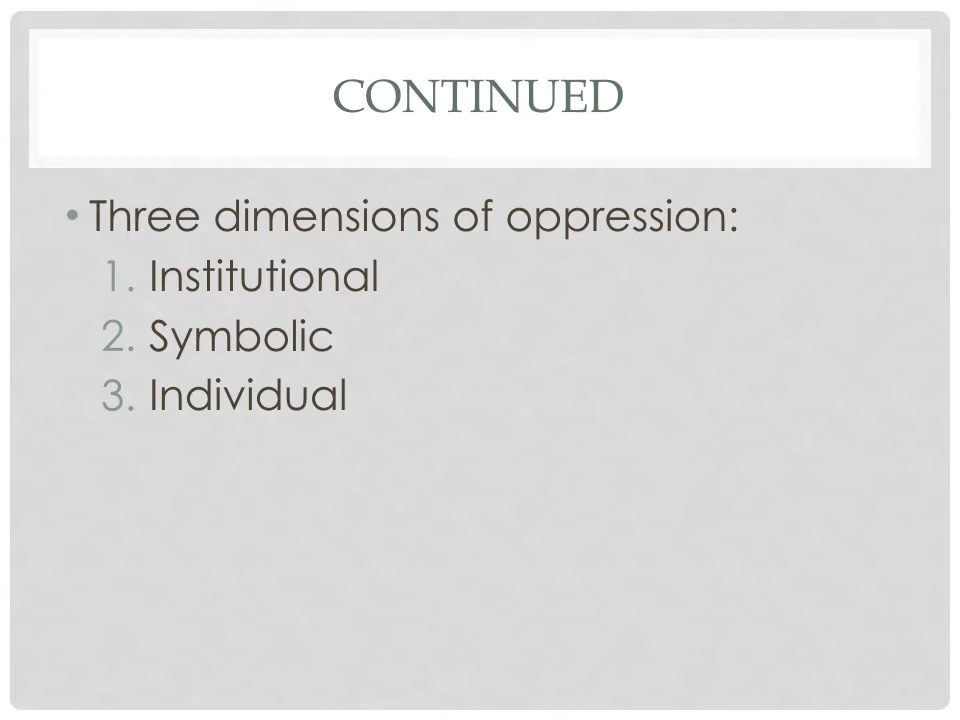 CONTINUED
• Three dimensions of oppression:
1. Institutional
2. Symbolic
3. Individual